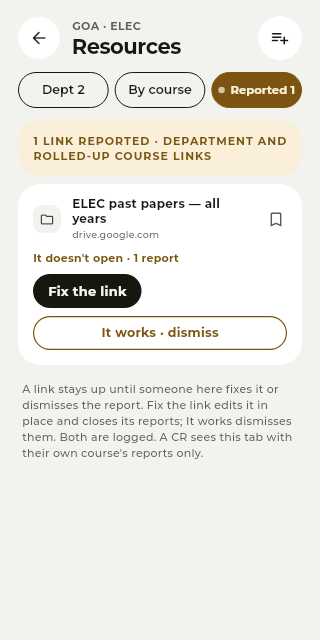 GOA · ELEC
Resources
Dept 2
By course
Reported 1
1 LINK REPORTED · DEPARTMENT AND
ROLLED-UP COURSE LINKS
ELEC past papers — all
years
drive.google.com
It doesn't open · 1 report
Fix the link
It works · dismiss
A link stays up until someone here fixes it or
dismisses the report. Fix the link edits it in
place and closes its reports; It works dismisses
them. Both are logged. A CR sees this tab with
their own course's reports only.